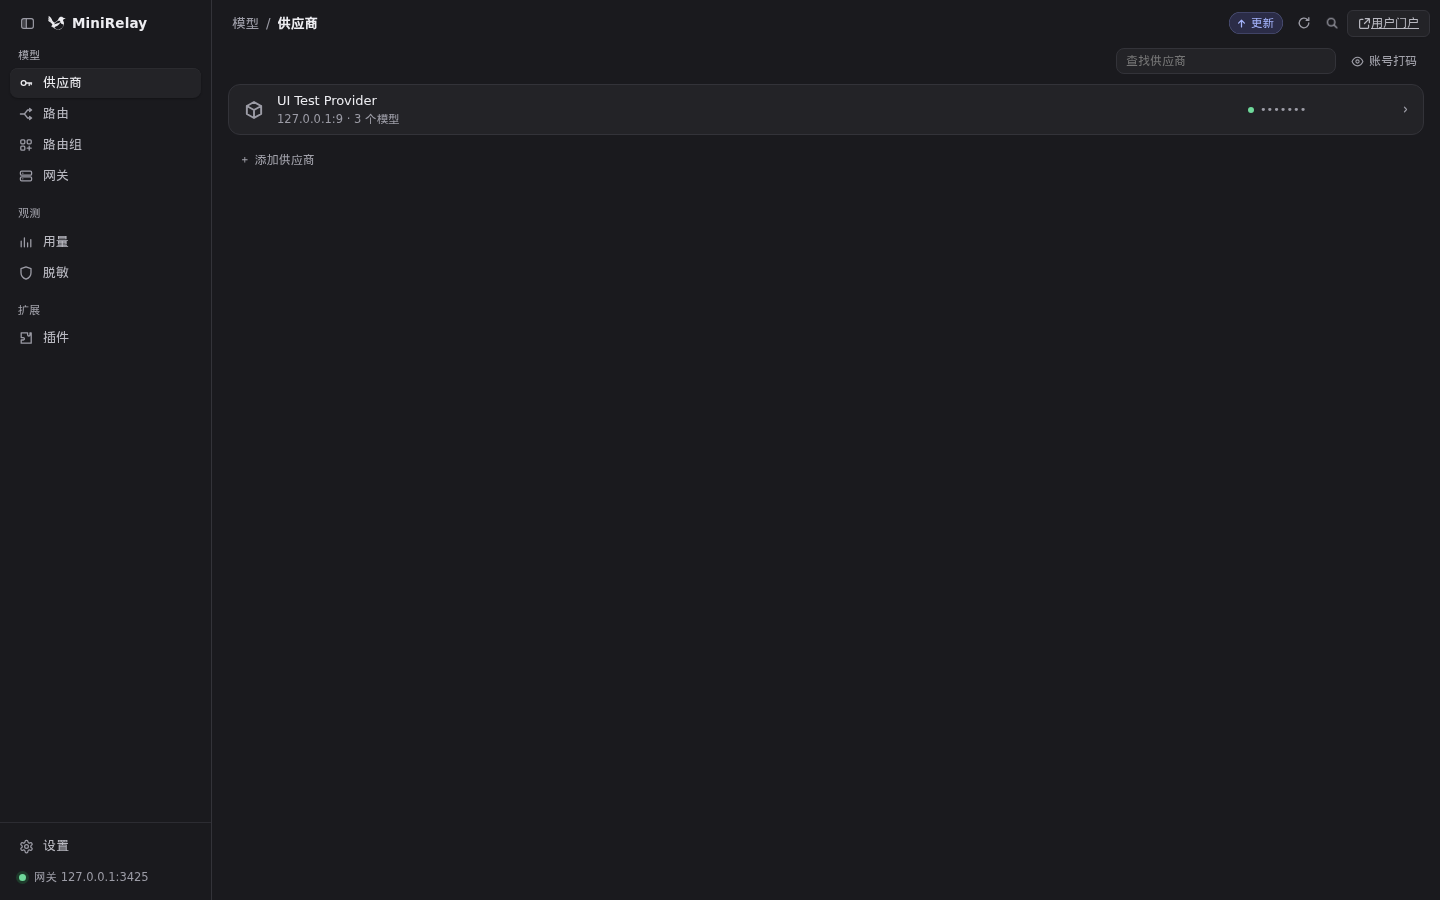 MiniRelay
模型
供应商
路由
路由组
网关
观测
用量
脱敏
扩展
插件
设置
网关 127.0.0.1:3425
模型 / 供应商
更新
用户门户
查找供应商
账号打码
UI Test Provider
127.0.0.1:9 · 3 个模型
•••••••
+ 添加供应商